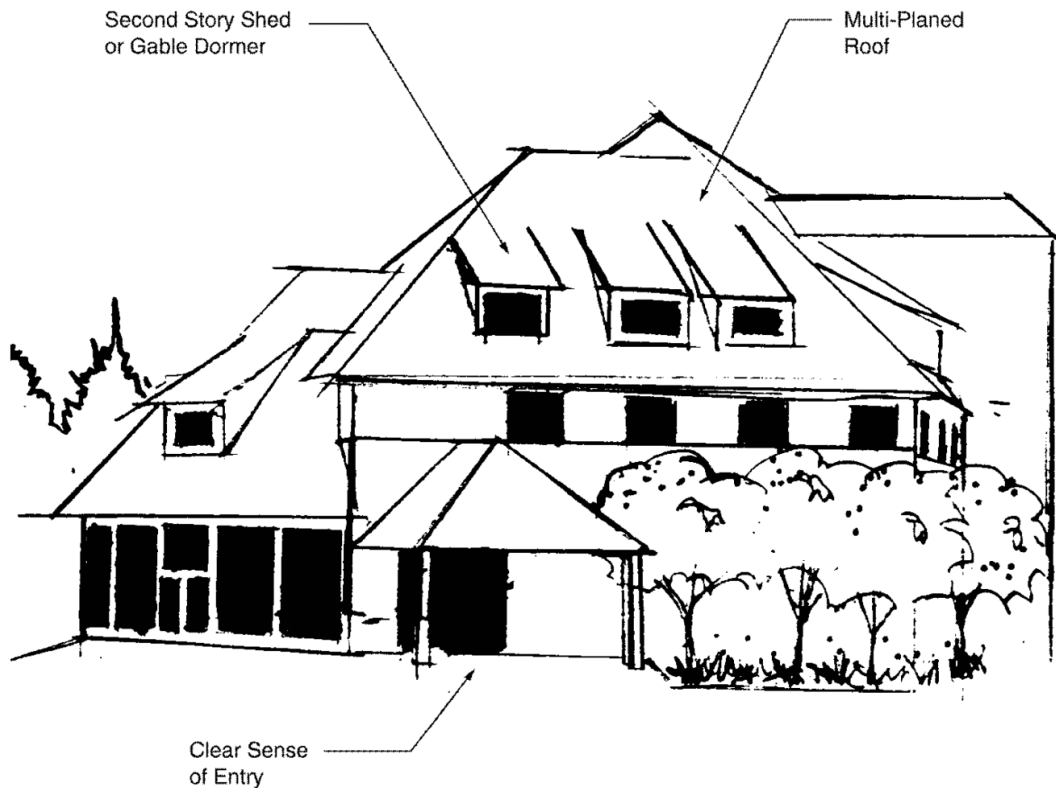 Second Story Shed
or Gable Dormer
Multi-Planed
Roof
Clear Sense
of Entry